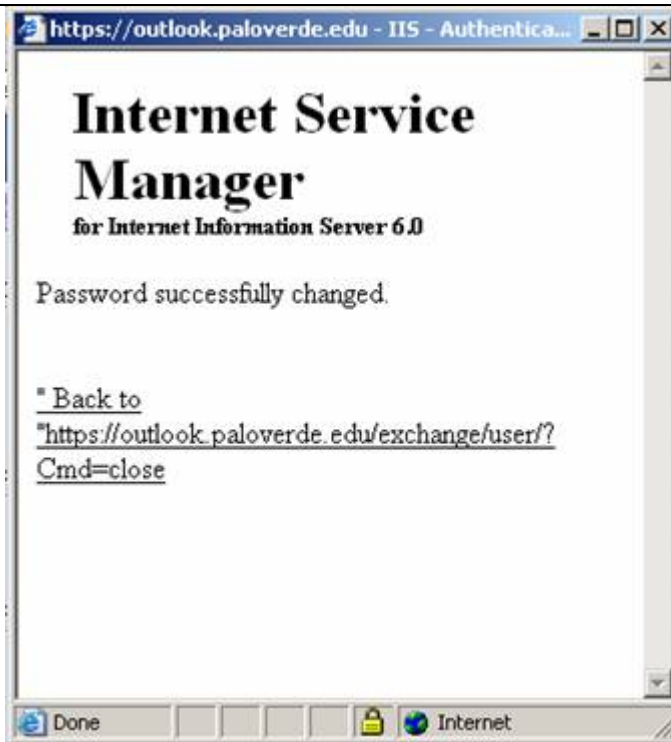 https://outlook.paloverde.edu - IIS - Authentica...
Internet Service
Manager
for Internet Information Server 6.0
Password successfully changed.
" Back to
"https://outlook.paloverde.edu/exchange/user/?
Cmd=close
Done
Internet